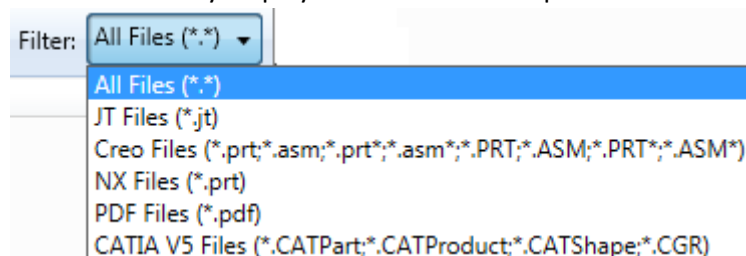 Filter: All Files (*.*)
All Files (*.*)
JT Files (*.jt)
Creo Files (*.prt;*.asm;*.prt*;*.asm*;*.PRT;*.ASM;*.PRT*;*.ASM*)
NX Files (*.prt)
PDF Files (*.pdf)
CATIA V5 Files (*.CATPart;*.CATProduct;*.CATShape;*.CGR)